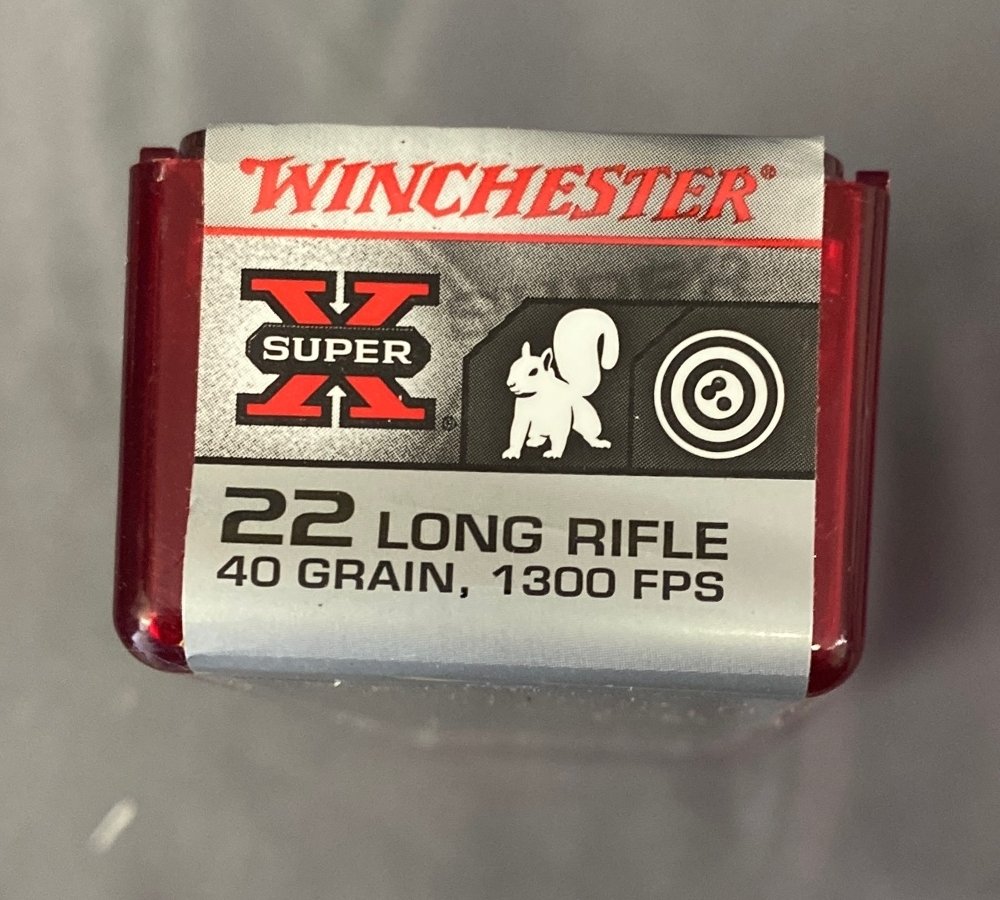 WINCHESTER®
SUPER X®
22 LONG RIFLE
40 GRAIN, 1300 FPS